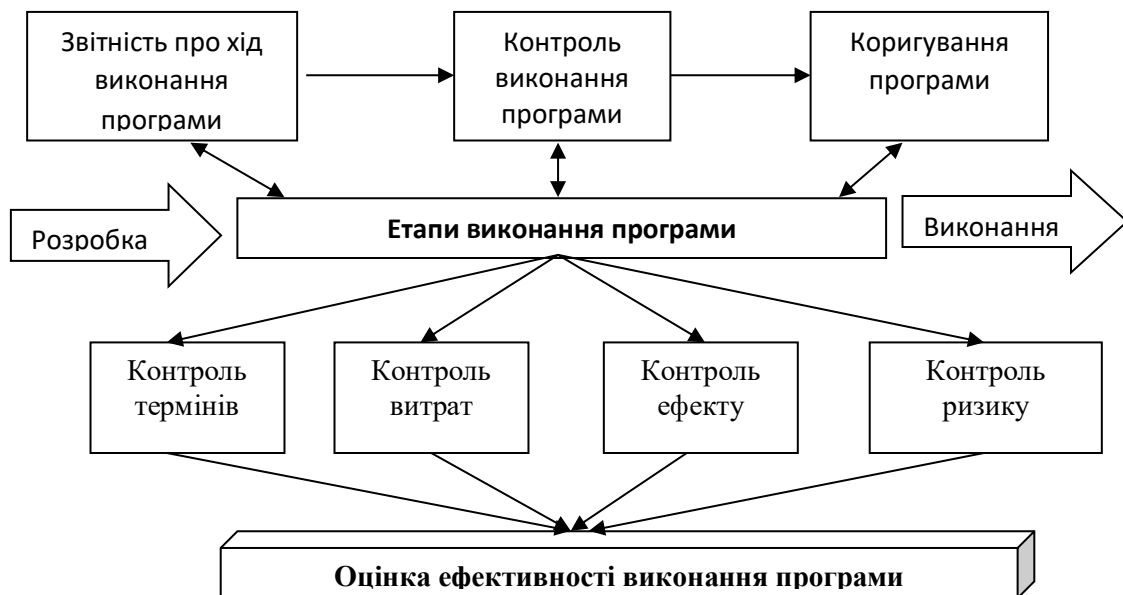 Звітність про хід
виконання
програми
Контроль
виконання
програми
Коригування
програми
Розробка
Етапи виконання програми
Виконання
Контроль
термінів
Контроль
витрат
Контроль
ефекту
Контроль
ризику
Оцінка ефективності виконання програми